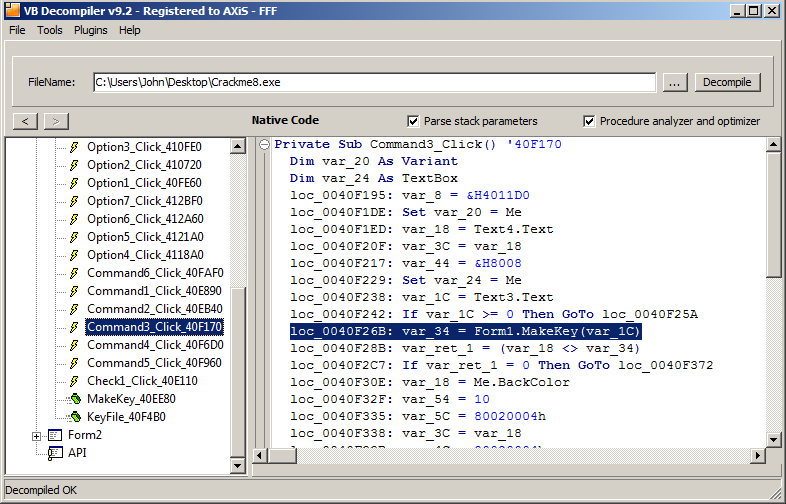 VB Decompiler v9.2 - Registered to AXiS - FFF
File Tools Plugins Help
FileName: C:\Users\John\Desktop\Crackme8.exe ... Decompile
< > Native Code Parse stack parameters Procedure analyzer and optimizer
Option3_Click_410FE0
Option2_Click_410720
Option1_Click_40FE60
Option7_Click_412BF0
Option6_Click_412A60
Option5_Click_4121A0
Option4_Click_4118A0
Command6_Click_40FAF0
Command1_Click_40E890
Command2_Click_40EB40
Command3_Click_40F170
Command4_Click_40F6D0
Command5_Click_40F960
Check1_Click_40E110
MakeKey_40EE80
KeyFile_40F4B0
Form2
API
Private Sub Command3_Click() '40F170
Dim var_20 As Variant
Dim var_24 As TextBox
loc_0040F195: var_8 = &H4011D0
loc_0040F1DE: Set var_20 = Me
loc_0040F1ED: var_18 = Text4.Text
loc_0040F20F: var_3C = var_18
loc_0040F217: var_44 = &H8008
loc_0040F229: Set var_24 = Me
loc_0040F238: var_1C = Text3.Text
loc_0040F242: If var_1C >= 0 Then GoTo loc_0040F25A
loc_0040F26B: var_34 = Form1.MakeKey(var_1C)
loc_0040F28B: var_ret_1 = (var_18 <> var_34)
loc_0040F2C7: If var_ret_1 = 0 Then GoTo loc_0040F372
loc_0040F30E: var_18 = Me.BackColor
loc_0040F32F: var_54 = 10
loc_0040F335: var_5C = 80020004h
loc_0040F338: var_3C = var_18
Decompiled OK